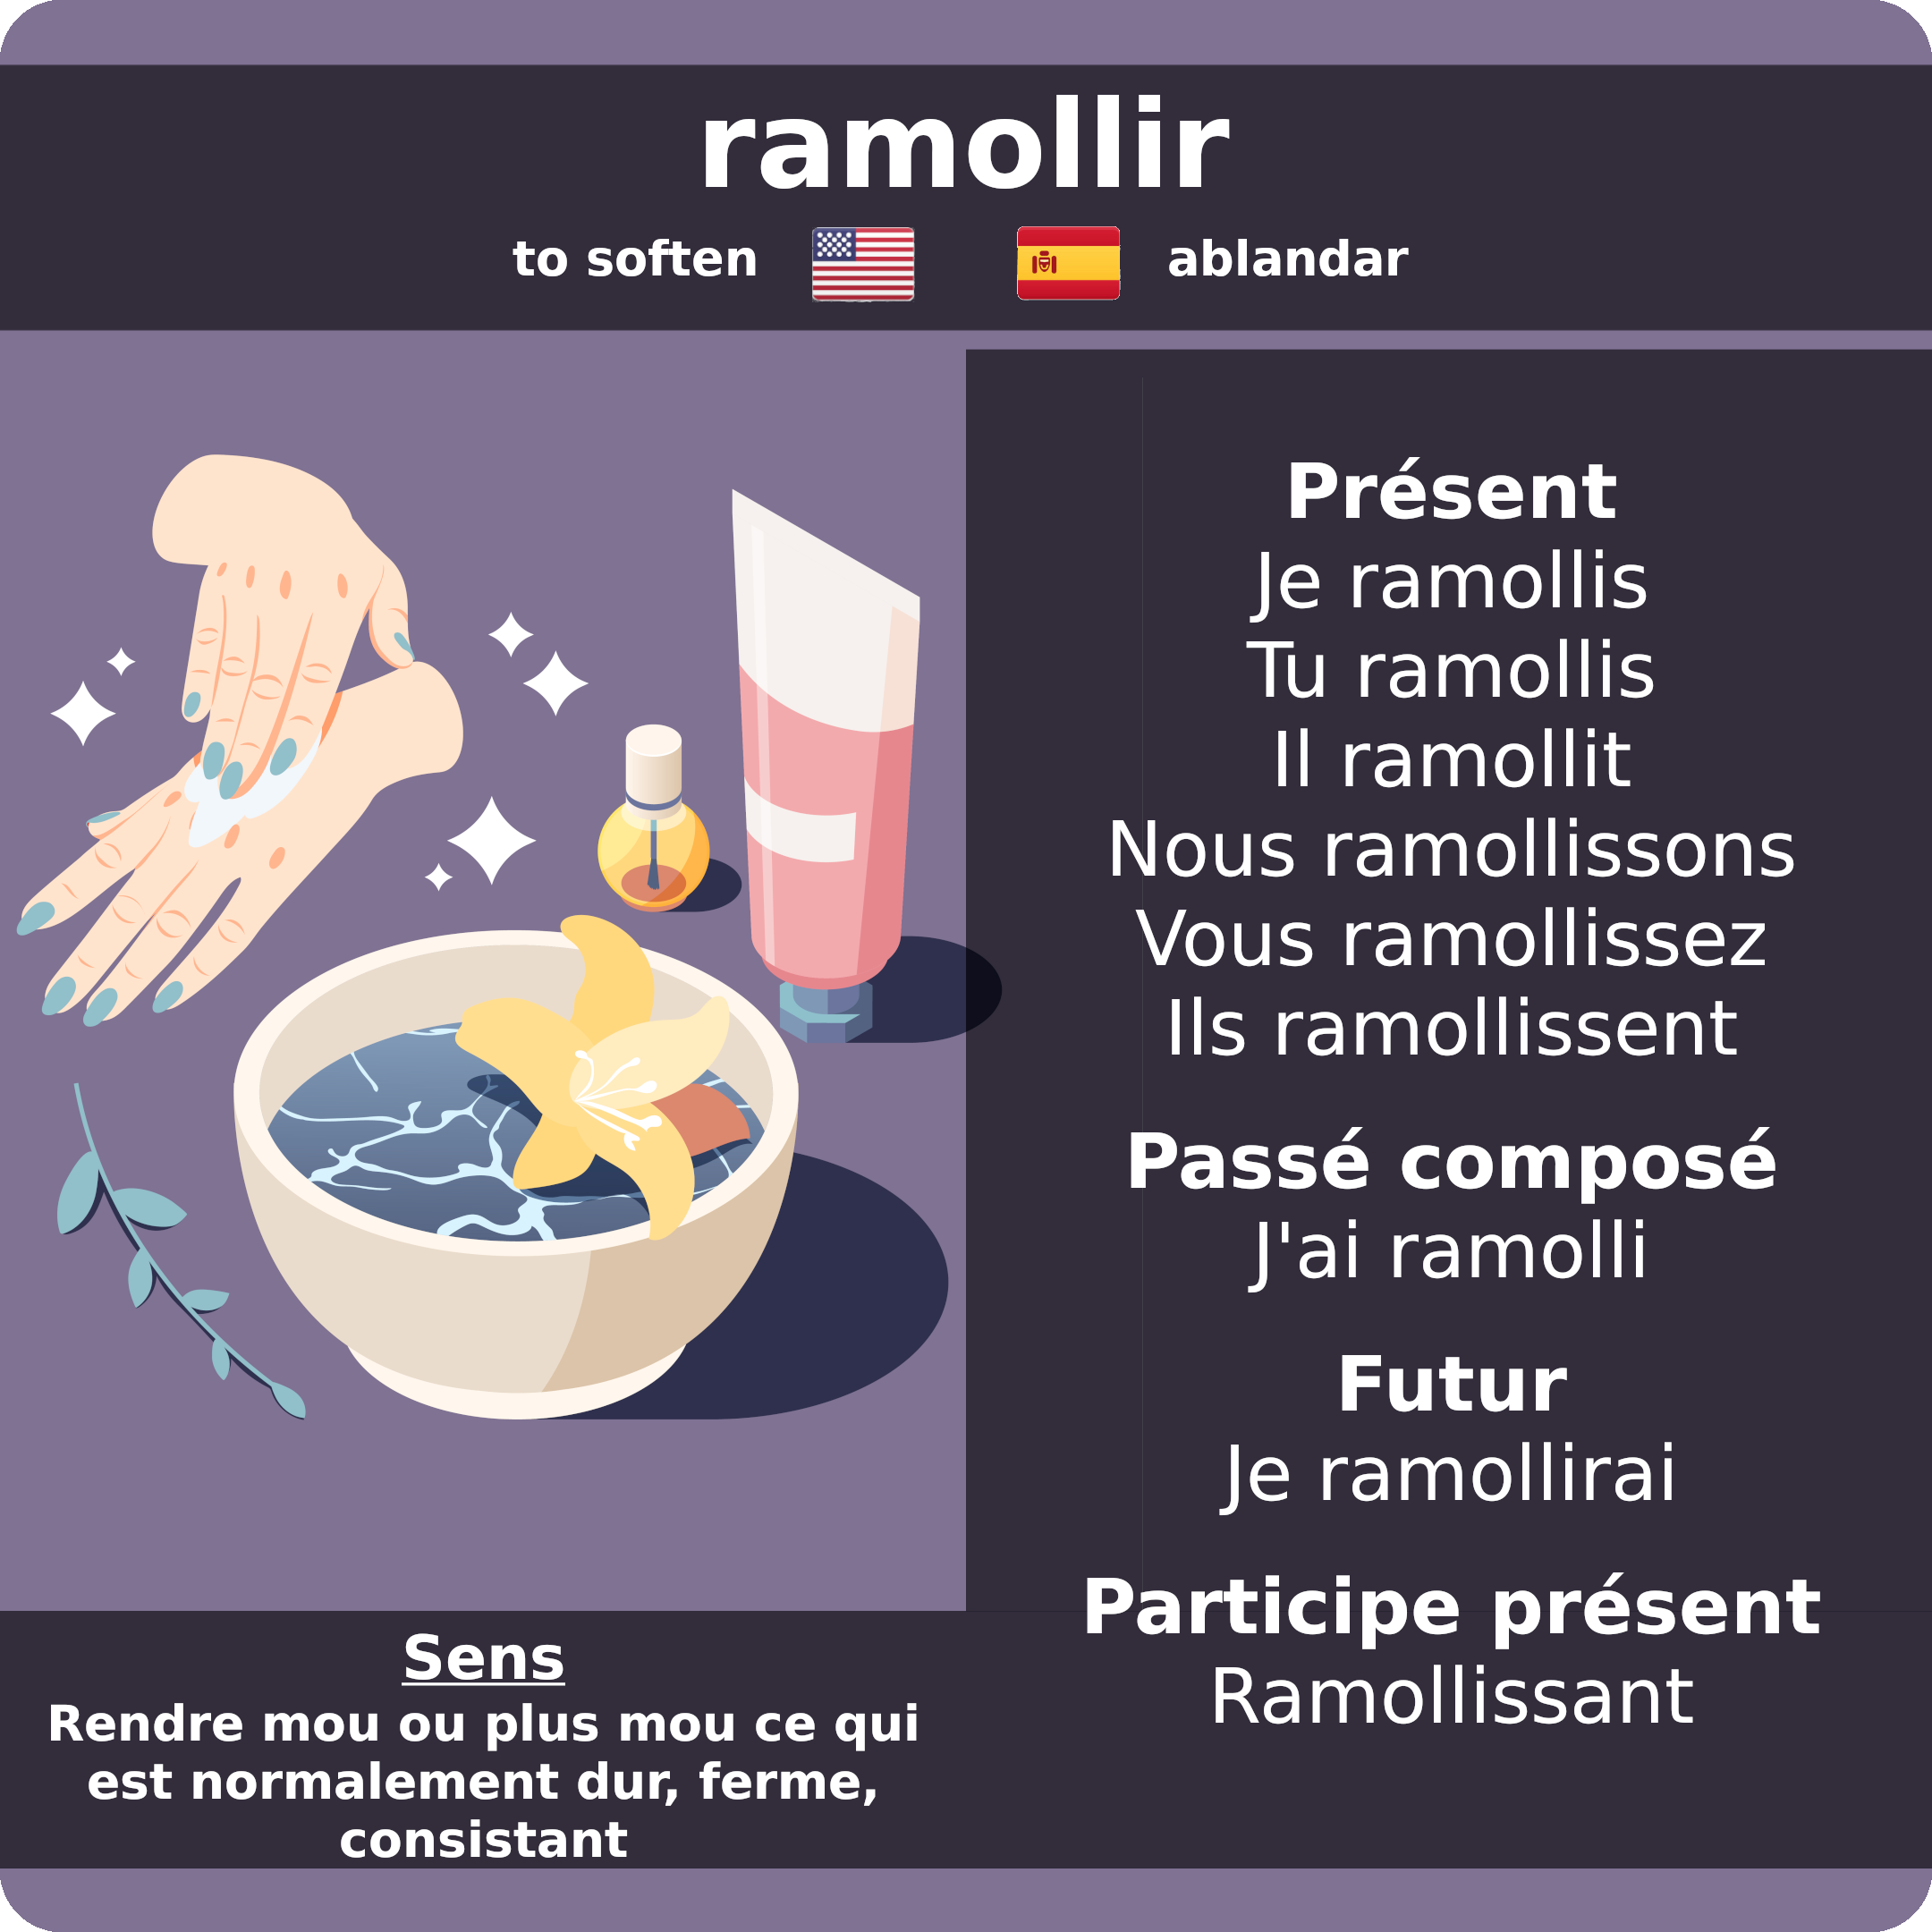 ramollir
to soften
ablandar
Présent
Je ramollis
Tu ramollis
Il ramollit
Nous ramollissons
Vous ramollissez
Ils ramollissent
Passé composé
J'ai ramolli
Futur
Je ramollirai
Participe présent
Ramollissant
Sens
Rendre mou ou plus mou ce qui
est normalement dur, ferme,
consistant